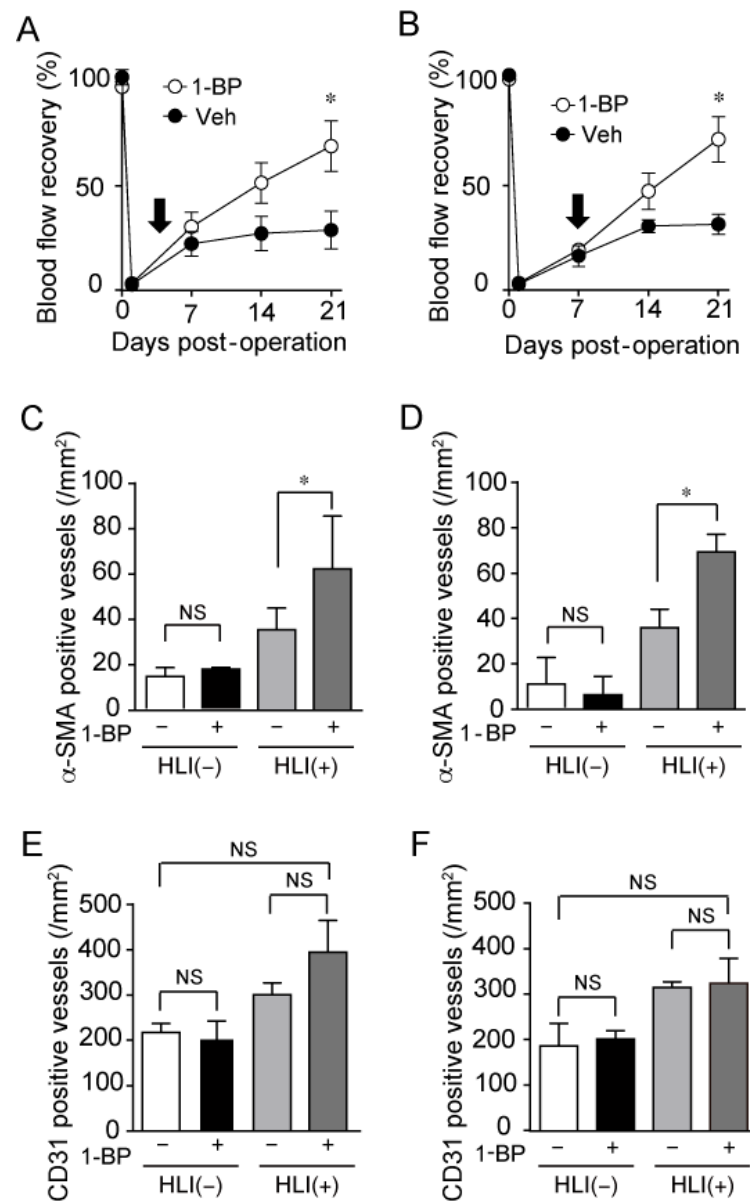 A
Blood flow recovery (%)
100
50
0
1-BP
Veh
*
0 7 14 21
Days post-operation
B
Blood flow recovery (%)
100
50
0
1-BP
Veh
*
0 7 14 21
Days post-operation
C
α-SMA positive vessels (/mm²)
100
80
60
40
20
0
NS
*
1-BP − + − +
HLI(−) HLI(+)
D
α-SMA positive vessels (/mm²)
100
80
60
40
20
0
NS
*
1-BP − + − +
HLI(−) HLI(+)
E
CD31 positive vessels (/mm²)
500
400
300
200
100
0
NS
NS
NS
1-BP − + − +
HLI(−) HLI(+)
F
CD31 positive vessels (/mm²)
500
400
300
200
100
0
NS
NS
NS
1-BP − + − +
HLI(−) HLI(+)